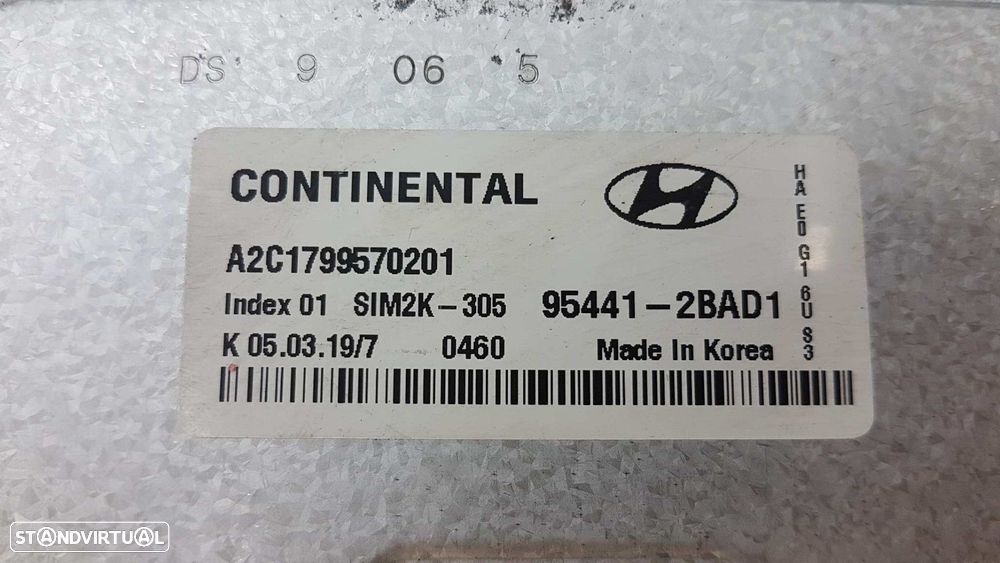 DS 9 06 5
CONTINENTAL
A2C1799570201
Index 01 SIM2K-305 95441-2BAD1
K 05.03.19/7 0460 Made In Korea
HA E0 G1 6U S3
STANDVIRTUAL